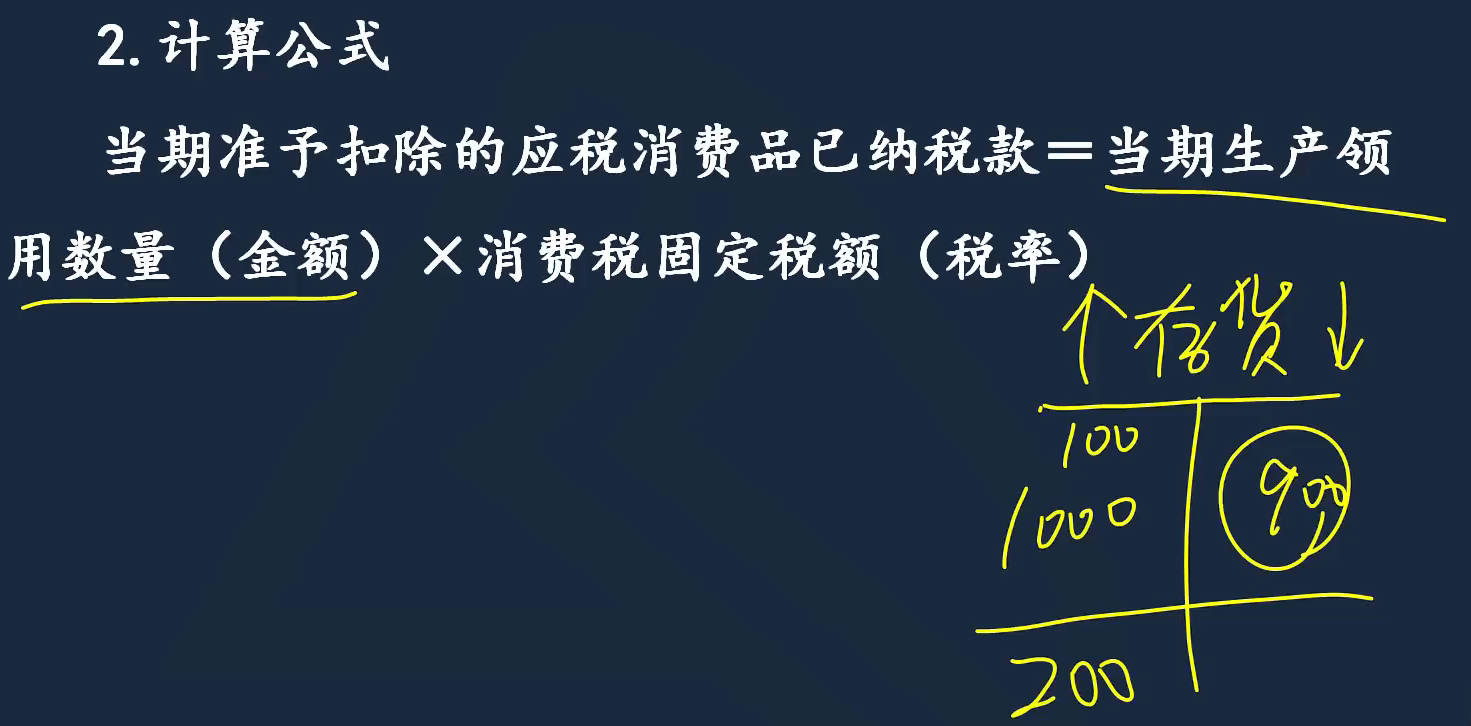 2. 计算公式
当期准予扣除的应税消费品已纳税款＝当期生产领
用数量（金额）×消费税固定税额（税率）
↑存货↓
100
1000
900
200